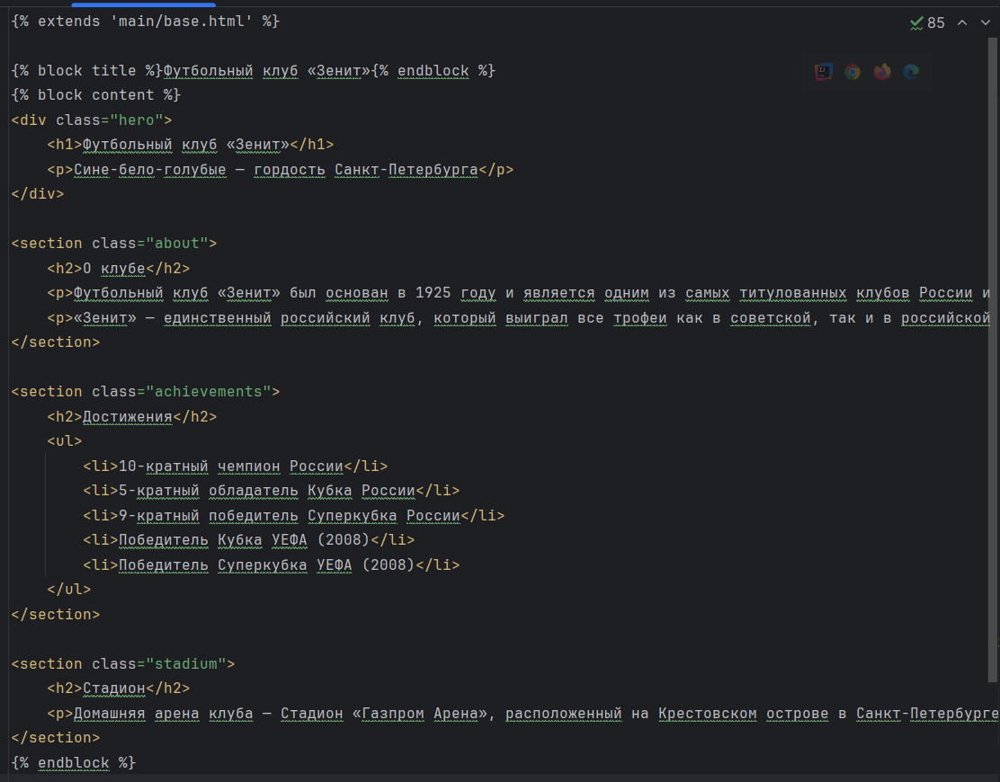 {% extends 'main/base.html' %}
85
{% block title %}Футбольный клуб «Зенит»{% endblock %}
{% block content %}
<div class="hero">
    <h1>Футбольный клуб «Зенит»</h1>
    <p>Сине-бело-голубые — гордость Санкт-Петербурга</p>
</div>
<section class="about">
    <h2>О клубе</h2>
    <p>Футбольный клуб «Зенит» был основан в 1925 году и является одним из самых титулованных клубов России и
    <p>«Зенит» — единственный российский клуб, который выиграл все трофеи как в советской, так и в российской
</section>
<section class="achievements">
    <h2>Достижения</h2>
    <ul>
        <li>10-кратный чемпион России</li>
        <li>5-кратный обладатель Кубка России</li>
        <li>9-кратный победитель Суперкубка России</li>
        <li>Победитель Кубка УЕФА (2008)</li>
        <li>Победитель Суперкубка УЕФА (2008)</li>
    </ul>
</section>
<section class="stadium">
    <h2>Стадион</h2>
    <p>Домашняя арена клуба — Стадион «Газпром Арена», расположенный на Крестовском острове в Санкт-Петербурге
</section>
{% endblock %}